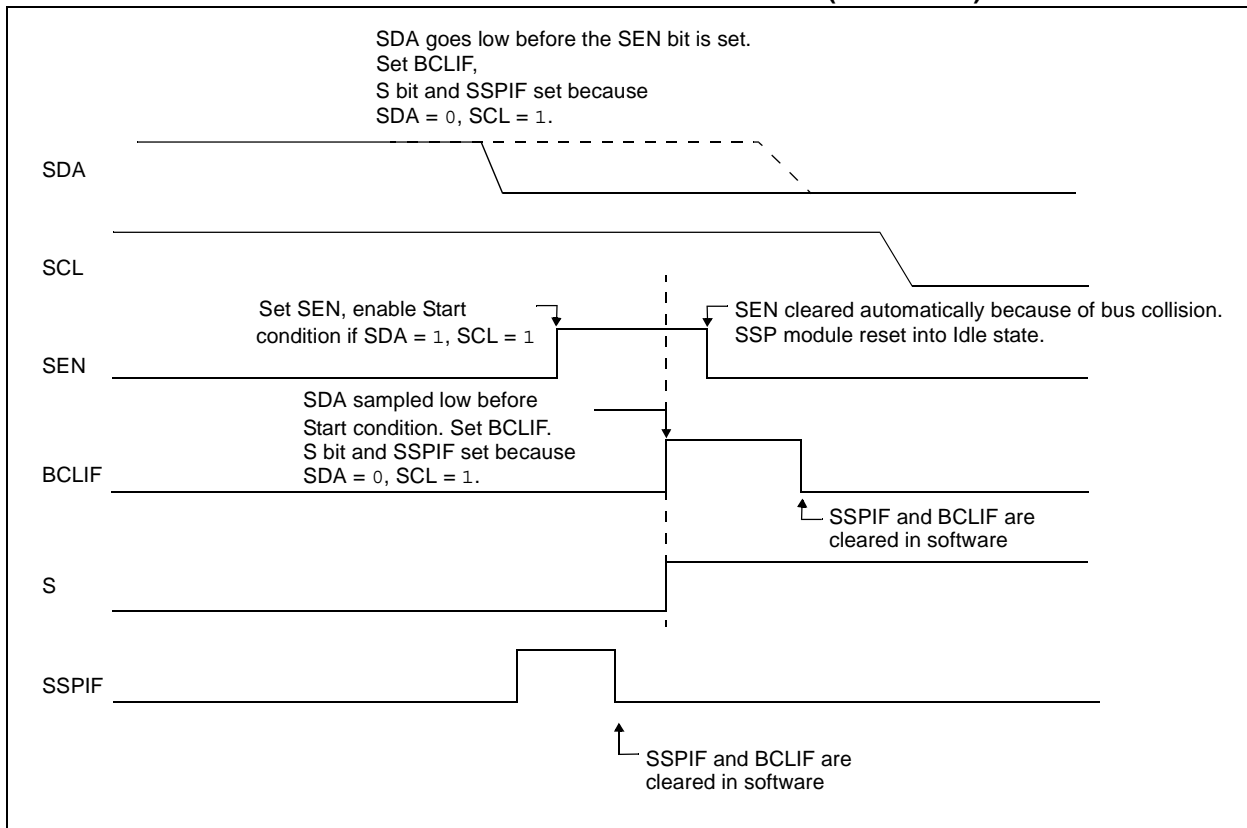 SDA goes low before the SEN bit is set.
Set BCLIF,
S bit and SSPIF set because
SDA = 0, SCL = 1.
SDA
SCL
Set SEN, enable Start
condition if SDA = 1, SCL = 1
SEN cleared automatically because of bus collision.
SSP module reset into Idle state.
SEN
SDA sampled low before
Start condition. Set BCLIF.
S bit and SSPIF set because
SDA = 0, SCL = 1.
BCLIF
SSPIF and BCLIF are
cleared in software
S
SSPIF
SSPIF and BCLIF are
cleared in software